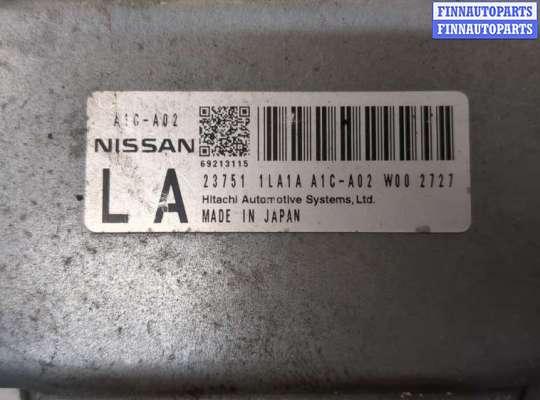 FINNAUTOPARTS
FINNAUTOPARTS
A1C-A02
NISSAN
69213115
LA
23751 1LA1A A1C-A02 W00 2727
Hitachi Automotive Systems, Ltd.
MADE IN JAPAN